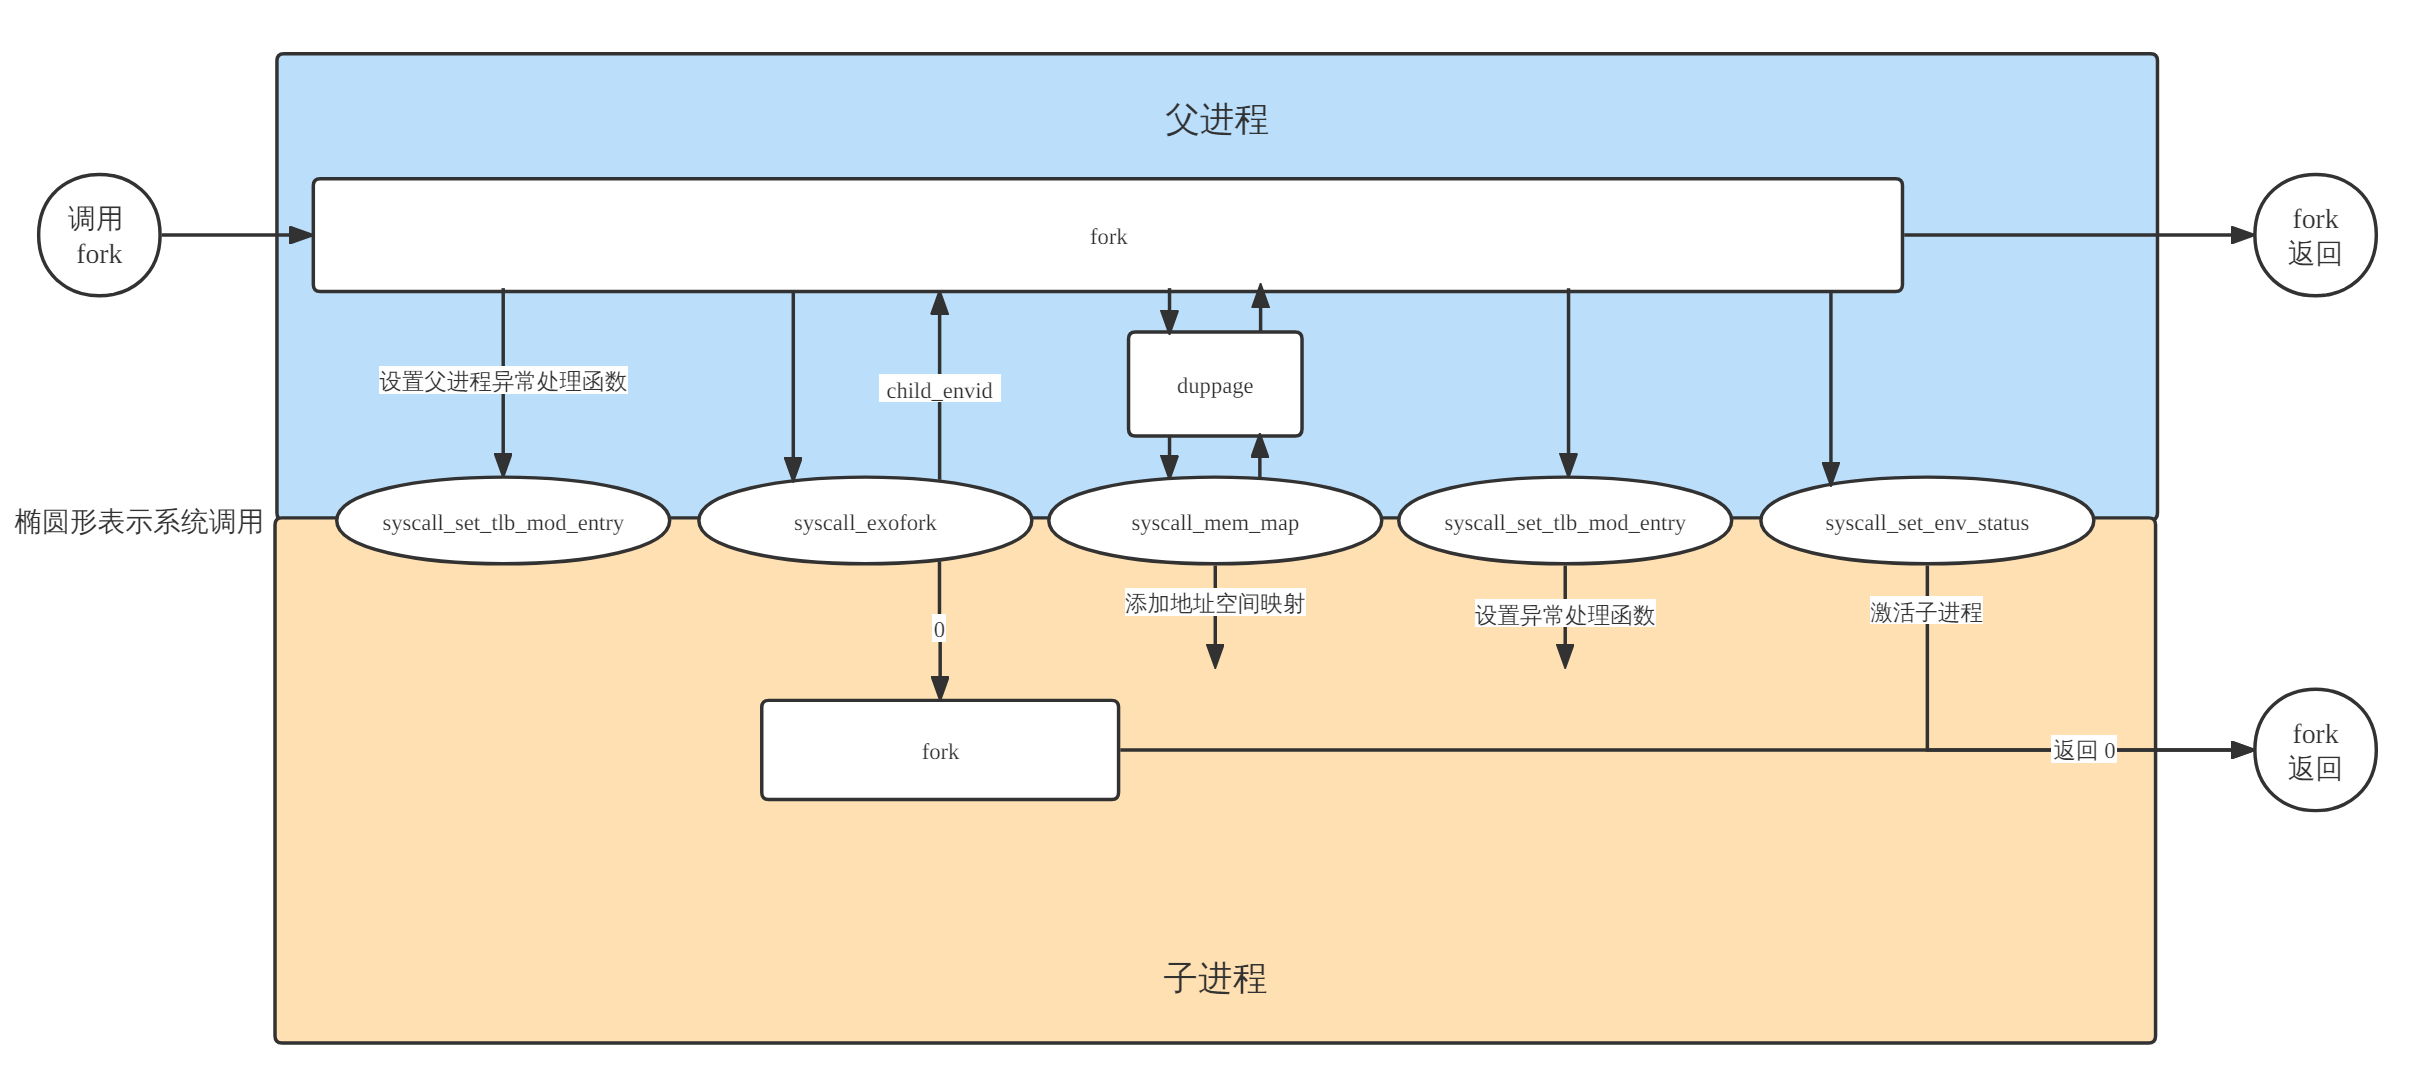 父进程
调用
fork
fork
fork
返回
设置父进程异常处理函数
child_envid
duppage
椭圆形表示系统调用
syscall_set_tlb_mod_entry
syscall_exofork
syscall_mem_map
syscall_set_tlb_mod_entry
syscall_set_env_status
0
添加地址空间映射
设置异常处理函数
激活子进程
fork
返回 0
fork
返回
子进程